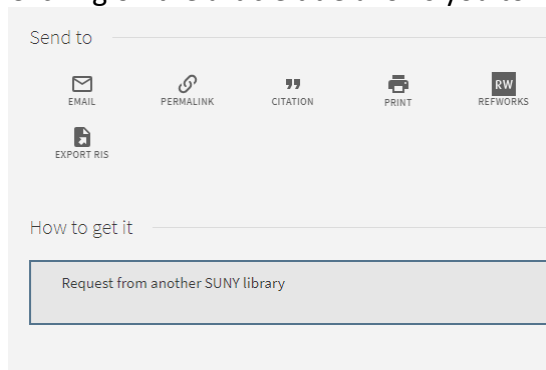 Send to
EMAIL PERMALINK CITATION PRINT RW REFWORKS
EXPORT RIS
How to get it
Request from another SUNY library